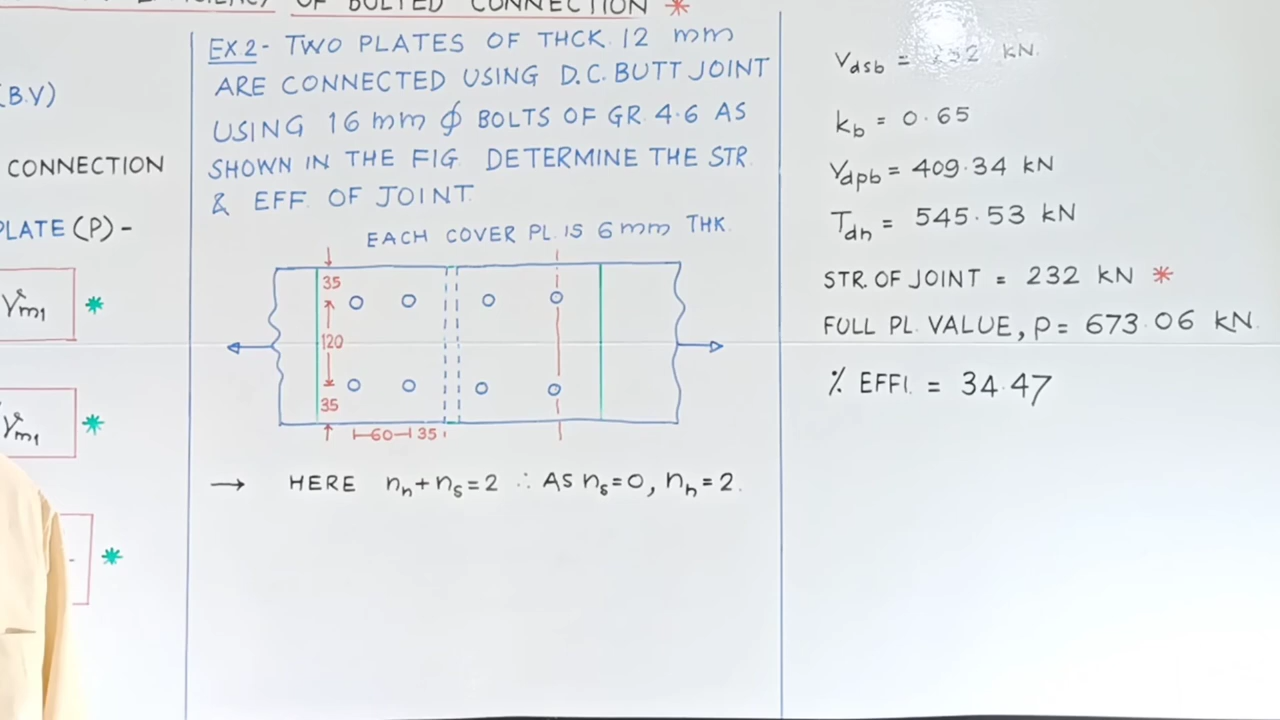 OF BOLTED CONNECTION *
(B.V)
CONNECTION
PLATE (P) -
γm1 *
γm1 *
- *
EX.2 - TWO PLATES OF THCK. 12 mm
ARE CONNECTED USING D.C. BUTT JOINT
USING 16 mm ϕ BOLTS OF GR. 4.6 AS
SHOWN IN THE FIG. DETERMINE THE STR.
& EFF. OF JOINT.
EACH COVER PL. IS 6 mm THK.
35
120
35
60 35
→ HERE nn + ns = 2 ∴ AS ns = 0, nn = 2.
Vdsb = 232 kN.
kb = 0.65
Vdpb = 409.34 kN
Tdn = 545.53 kN
STR. OF JOINT = 232 kN *
FULL PL. VALUE, P = 673.06 kN.
% EFFI. = 34.47